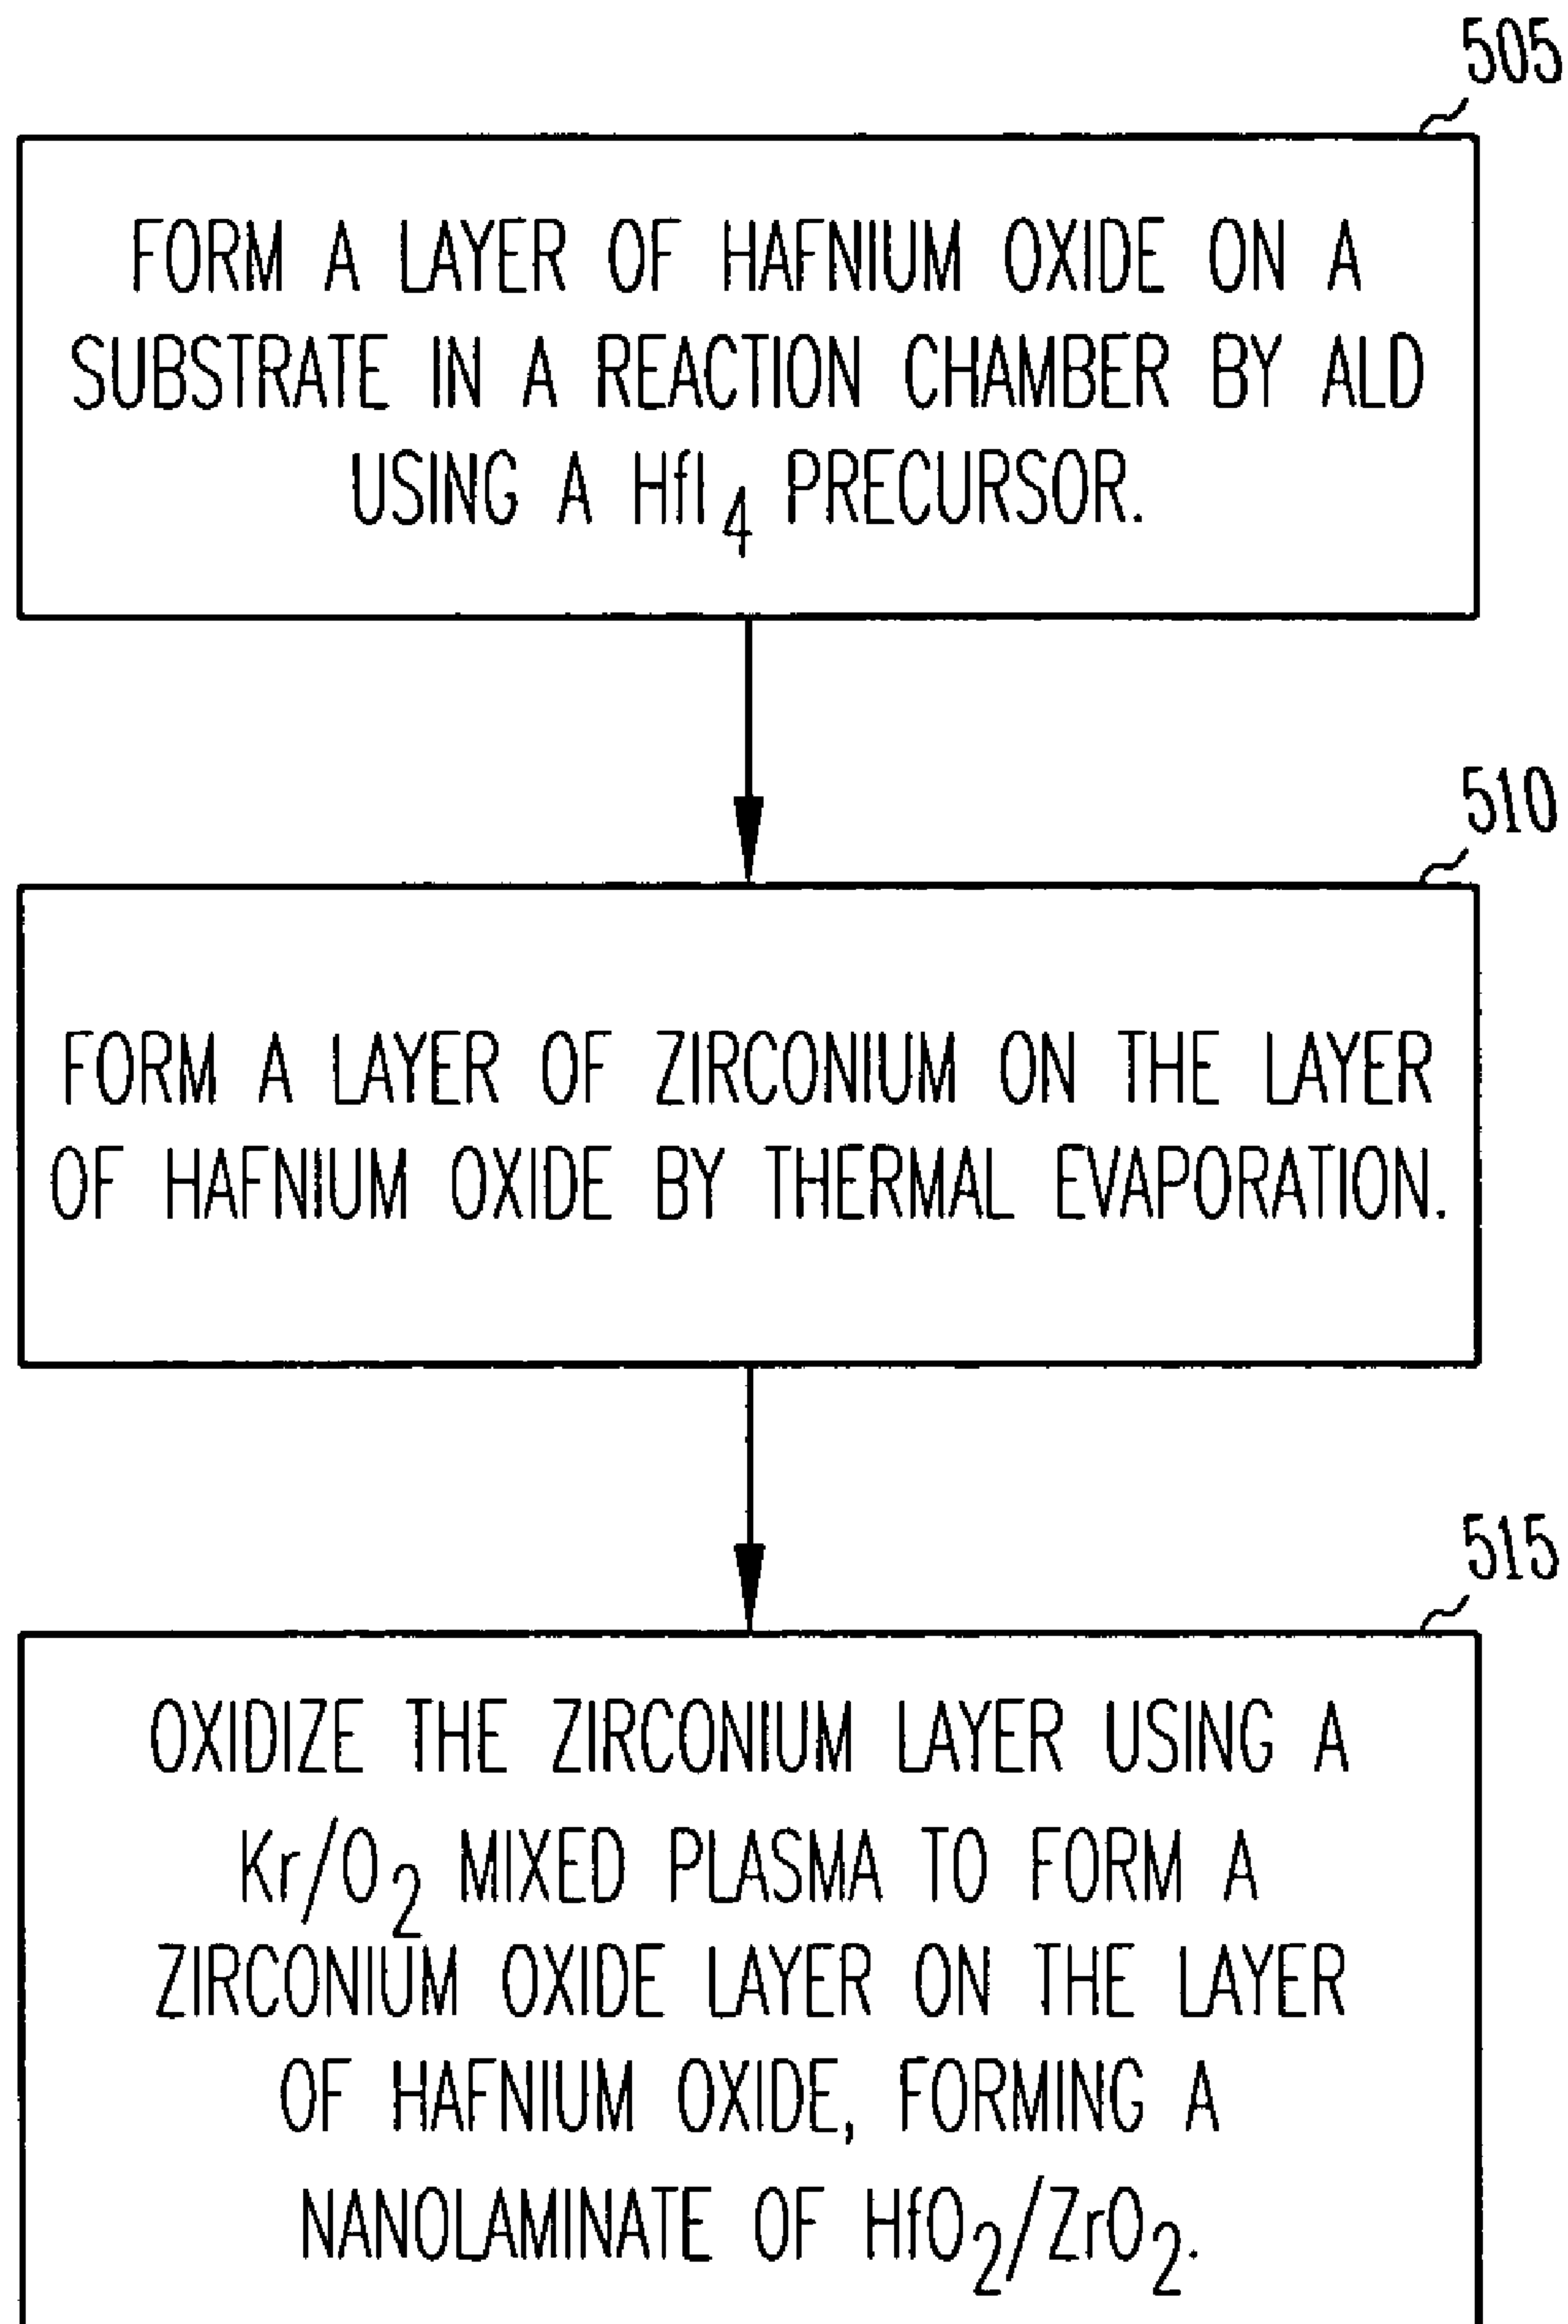 505
FORM A LAYER OF HAFNIUM OXIDE ON A
SUBSTRATE IN A REACTION CHAMBER BY ALD
USING A HfI₄ PRECURSOR.
510
FORM A LAYER OF ZIRCONIUM ON THE LAYER
OF HAFNIUM OXIDE BY THERMAL EVAPORATION.
515
OXIDIZE THE ZIRCONIUM LAYER USING A
Kr/O₂ MIXED PLASMA TO FORM A
ZIRCONIUM OXIDE LAYER ON THE LAYER
OF HAFNIUM OXIDE, FORMING A
NANOLAMINATE OF HfO₂/ZrO₂.